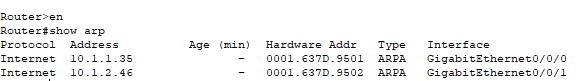 Router>en
Router#show arp
Protocol  Address          Age (min)  Hardware Addr   Type   Interface
Internet  10.1.1.35               -   0001.637D.9501  ARPA   GigabitEthernet0/0/0
Internet  10.1.2.46               -   0001.637D.9502  ARPA   GigabitEthernet0/0/1